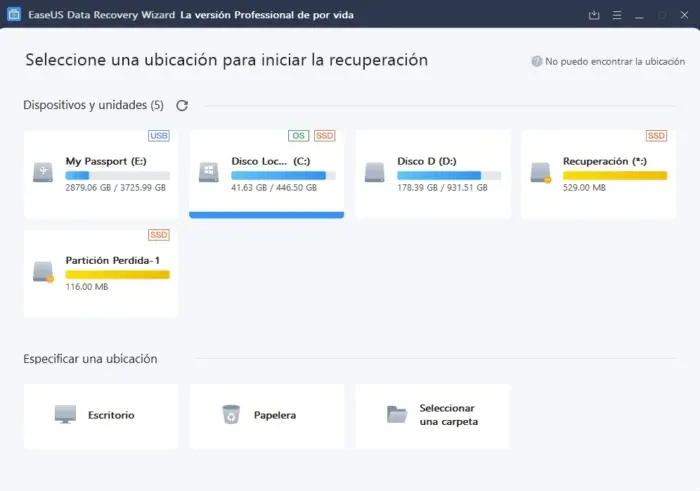 EaseUS Data Recovery Wizard La versión Professional de por vida
Seleccione una ubicación para iniciar la recuperación
No puedo encontrar la ubicación
Dispositivos y unidades (5)
USB
My Passport (E:)
2879.06 GB / 3725.99 GB
OS SSD
Disco Loc... (C:)
41.63 GB / 446.50 GB
Disco D (D:)
178.39 GB / 931.51 GB
SSD
Recuperación (*:)
529.00 MB
SSD
Partición Perdida-1
116.00 MB
Especificar una ubicación
Escritorio
Papelera
Seleccionar
una carpeta